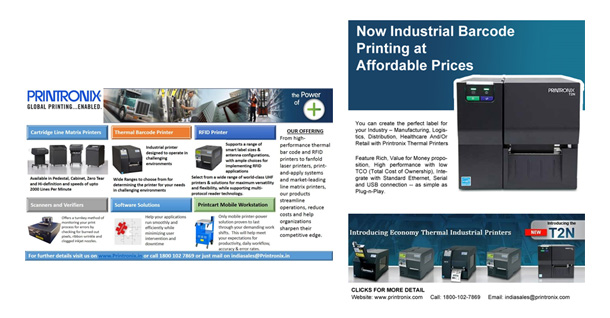 PRINTRONIX
GLOBAL PRINTING...ENABLED.
the Power
of +
Cartridge Line Matrix Printers
Available in Pedestal, Cabinet, Zero Tear
and Hi-definition and speeds of upto
2000 Lines Per Minute
Thermal Barcode Printer
Industrial printer
designed to operate in
challenging
environments
Wide Ranges to choose from for
determining the printer for your needs
in challenging environments
RFID Printer
Supports a range of
smart label sizes &
antenna configurations,
with ample choices for
implementing RFID
applications
Select from a wide range of world-class UHF
printers & solutions for maximum versatility
and flexibility, while supporting multi-
protocol reader technology
Scanners and Verifiers
Offers a turnkey method of
monitoring your print
process for errors by
checking for burned out
pixels, ribbon wrinkle and
clogged inkjet nozzles.
Software Solutions
Help your applications
run smoothly and
efficiently while
minimizing user
intervention and
downtime
Printcart Mobile Workstation
Only mobile printer power
solution proven to last
through your demanding work
shifts. This will help meet
your expectations for
productivity, daily workflow,
accuracy & error rates.
OUR OFFERING
From high-
performance thermal
bar code and RFID
printers to fanfold
laser printers, print-
and-apply systems
and market-leading
line matrix printers,
our products
streamline
operations, reduce
costs and help
organizations
sharpen their
competitive edge.
For further details visit us on www.Printronix.in or call 1800 102 7869 or just mail on indiasales@Printronix.in
Now Industrial Barcode
Printing at
Affordable Prices
PRINTRONIX
T2N
You can create the perfect label for
your Industry – Manufacturing, Logis-
tics, Distribution, Healthcare And/Or
Retail with Printronix Thermal Printers
Feature Rich, Value for Money propo-
sition, High performance with low
TCO (Total Cost of Ownership), Inte-
grate with Standard Ethernet, Serial
and USB connection – as simple as
Plug-n-Play.
Introducing Economy Thermal Industrial Printers
Introducing the
NEW T2N
CLICKS FOR MORE DETAIL
Website: www.printronix.com Call: 1800-102-7869 Email: indiasales@printronix.com